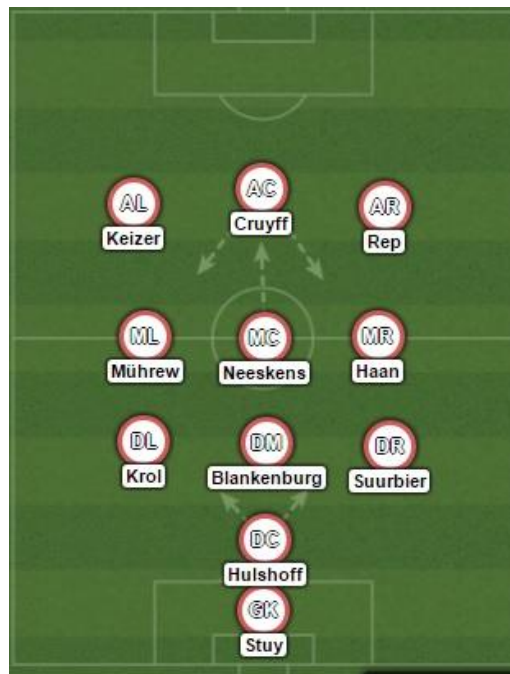 AL
AC
AR
Keizer
Cruyff
Rep
ML
MC
MR
Mührew
Neeskens
Haan
DL
DM
DR
Krol
Blankenburg
Suurbier
DC
Hulshoff
GK
Stuy